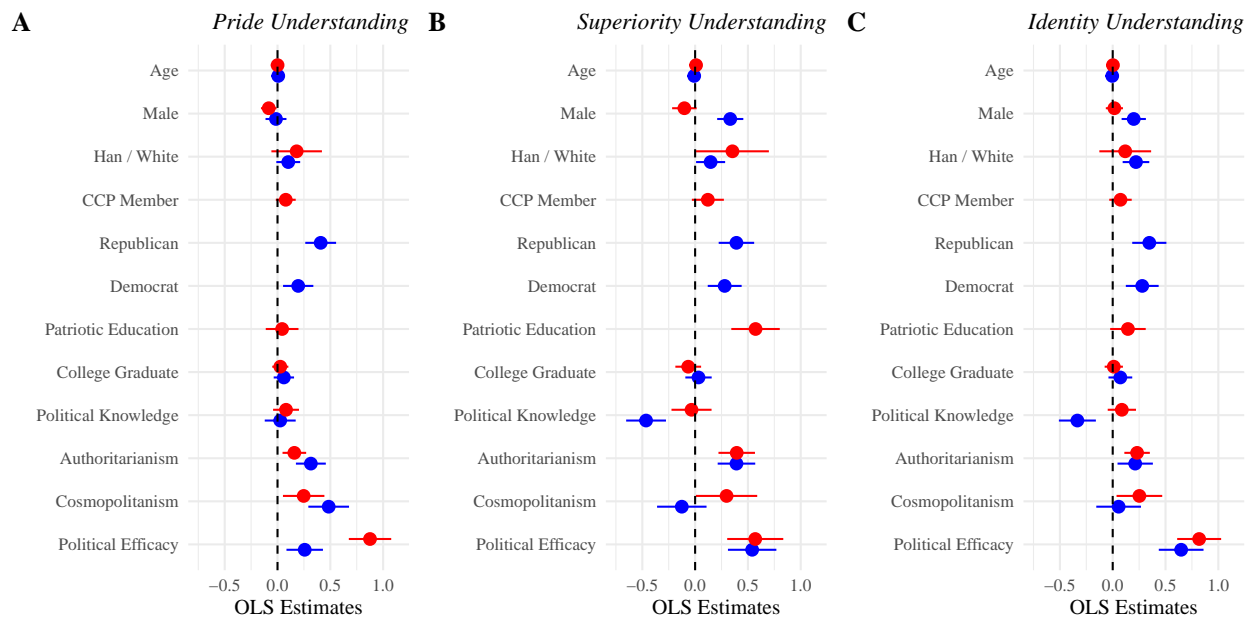 A
Pride Understanding
Age
Male
Han / White
CCP Member
Republican
Democrat
Patriotic Education
College Graduate
Political Knowledge
Authoritarianism
Cosmopolitanism
Political Efficacy
−0.5 0.0 0.5 1.0
OLS Estimates
B
Superiority Understanding
Age
Male
Han / White
CCP Member
Republican
Democrat
Patriotic Education
College Graduate
Political Knowledge
Authoritarianism
Cosmopolitanism
Political Efficacy
−0.5 0.0 0.5 1.0
OLS Estimates
C
Identity Understanding
Age
Male
Han / White
CCP Member
Republican
Democrat
Patriotic Education
College Graduate
Political Knowledge
Authoritarianism
Cosmopolitanism
Political Efficacy
−0.5 0.0 0.5 1.0
OLS Estimates